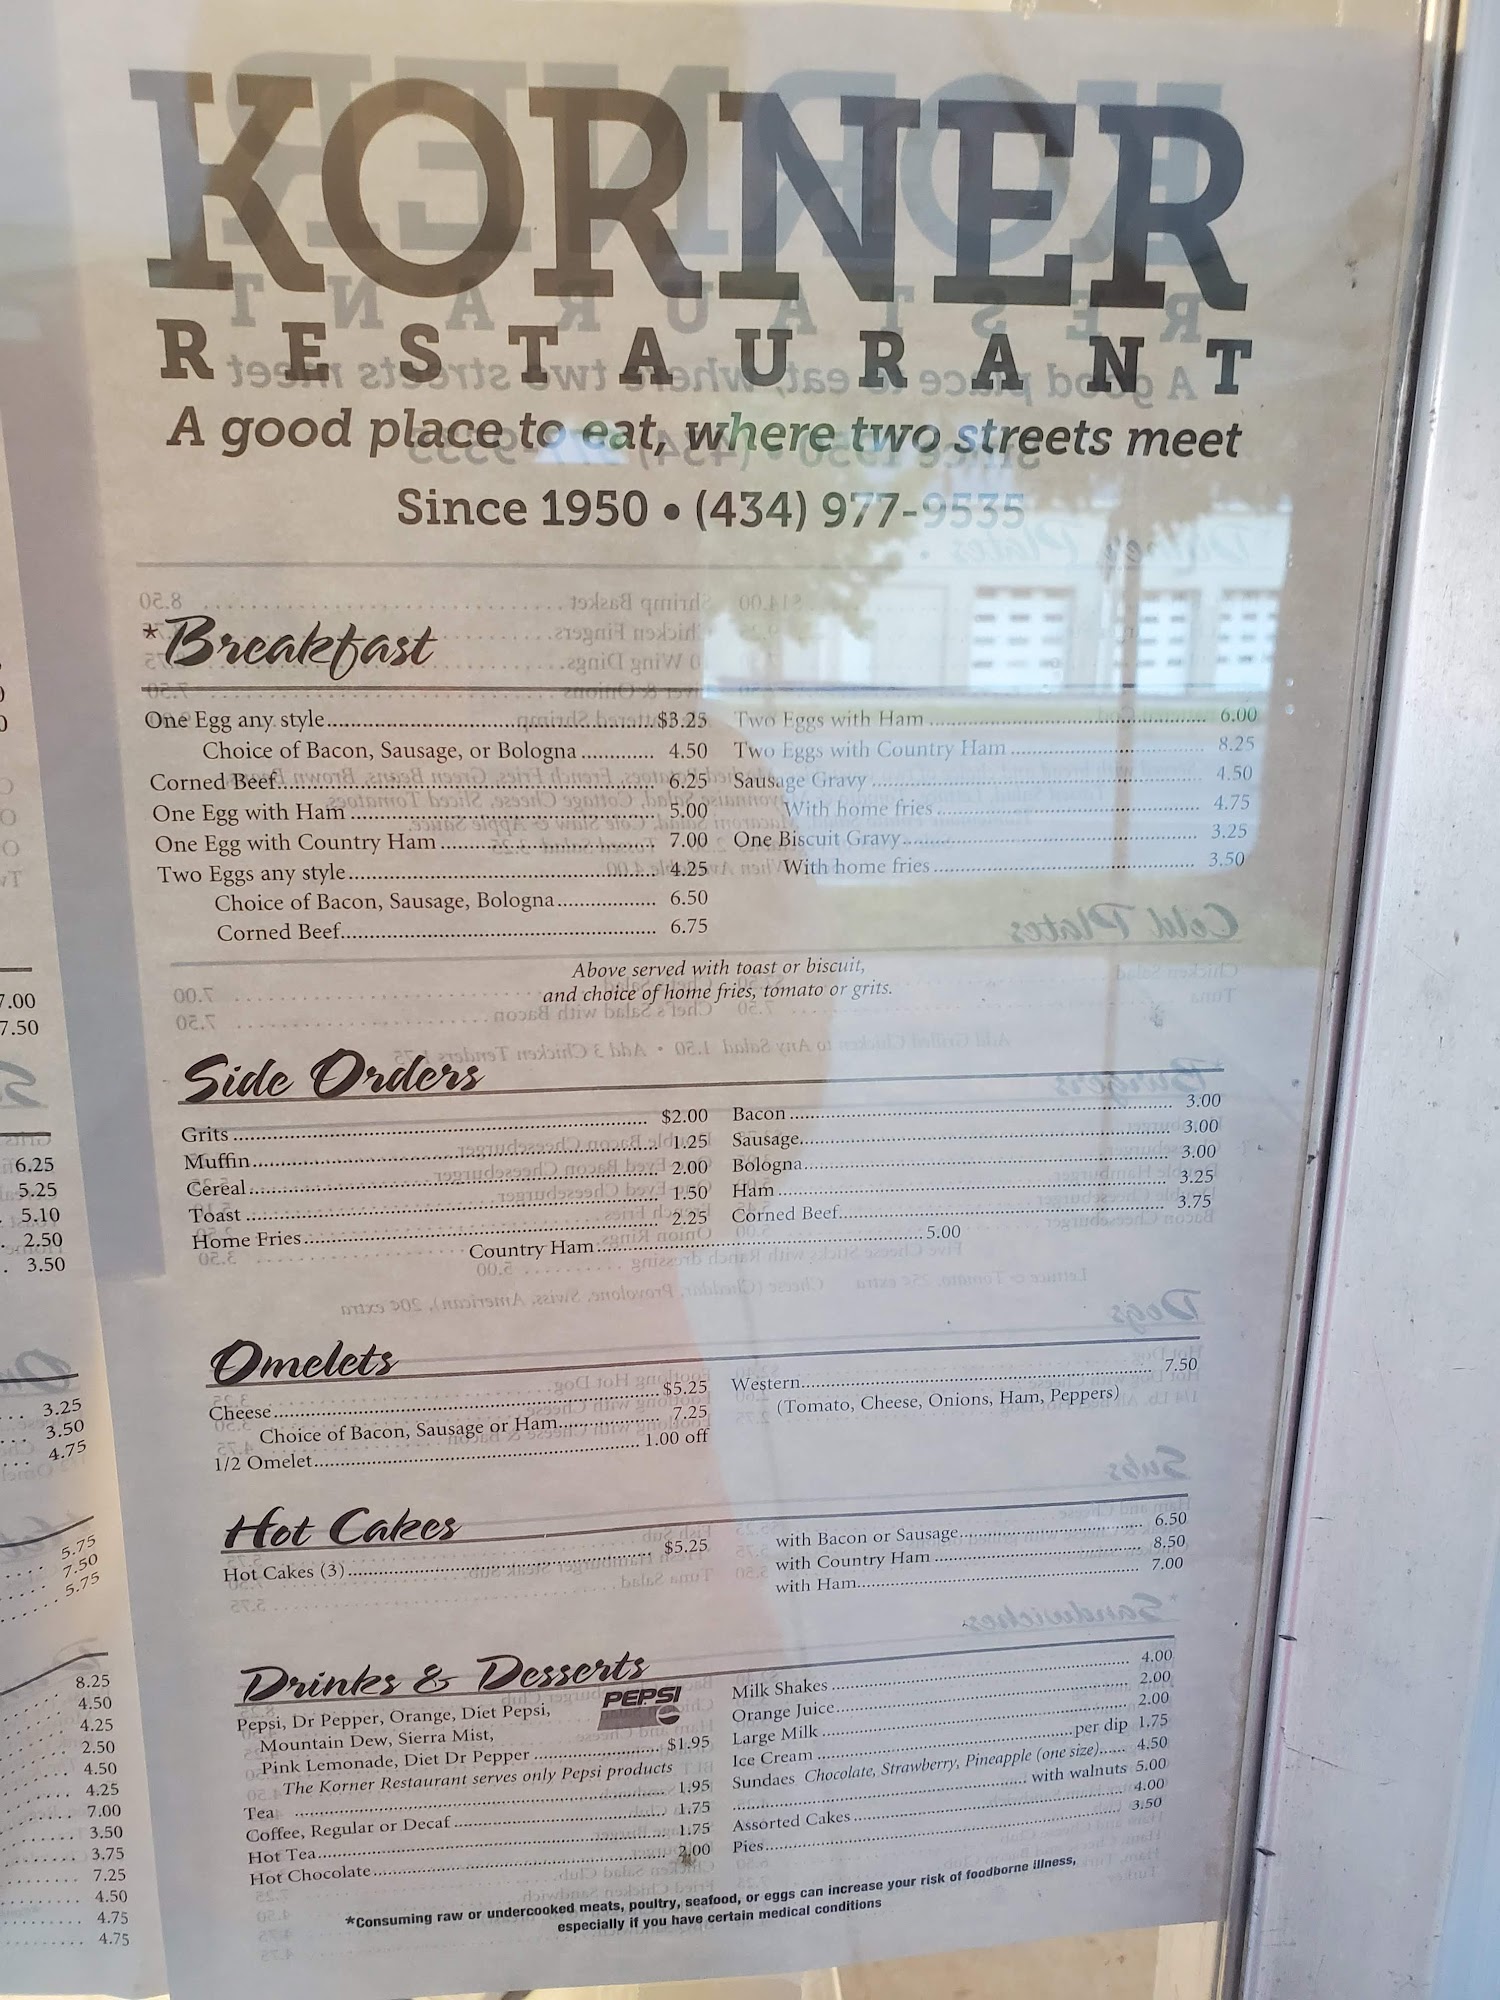 KORNER
RESTAURANT
A good place to eat, where two streets meet
Since 1950 • (434) 977-9535
*Breakfast
One Egg any style $3.25
Choice of Bacon, Sausage, or Bologna 4.50
Corned Beef 6.25
One Egg with Ham 5.00
One Egg with Country Ham 7.00
Two Eggs any style 4.25
Choice of Bacon, Sausage, Bologna 6.50
Corned Beef 6.75
Two Eggs with Ham 6.00
Two Eggs with Country Ham 8.25
Sausage Gravy 4.50
With home fries 4.75
One Biscuit Gravy 3.25
With home fries 3.50
Above served with toast or biscuit,
and choice of home fries, tomato or grits.
Side Orders
Grits $2.00
Muffin 1.25
Cereal 2.00
Toast 1.50
Home Fries 2.25
Bacon 3.00
Sausage 3.00
Bologna 3.00
Ham 3.25
Corned Beef 3.75
Country Ham 5.00
Omelets
Cheese $5.25
Choice of Bacon, Sausage or Ham 7.25
1/2 Omelet 1.00 off
Western 7.50
(Tomato, Cheese, Onions, Ham, Peppers)
Hot Cakes
Hot Cakes (3) $5.25
with Bacon or Sausage 6.50
with Country Ham 8.50
with Ham 7.00
Drinks & Desserts
PEPSI
Pepsi, Dr Pepper, Orange, Diet Pepsi,
Mountain Dew, Sierra Mist,
Pink Lemonade, Diet Dr Pepper $1.95
The Korner Restaurant serves only Pepsi products
Tea 1.95
Coffee, Regular or Decaf 1.75
Hot Tea 1.75
Hot Chocolate 2.00
Milk Shakes 4.00
Orange Juice 2.00
Large Milk 2.00
Ice Cream per dip 1.75
Sundaes Chocolate, Strawberry, Pineapple (one size) 4.50
with walnuts 5.00
Assorted Cakes 4.00
Pies 3.50
*Consuming raw or undercooked meats, poultry, seafood, or eggs can increase your risk of foodborne illness,
especially if you have certain medical conditions